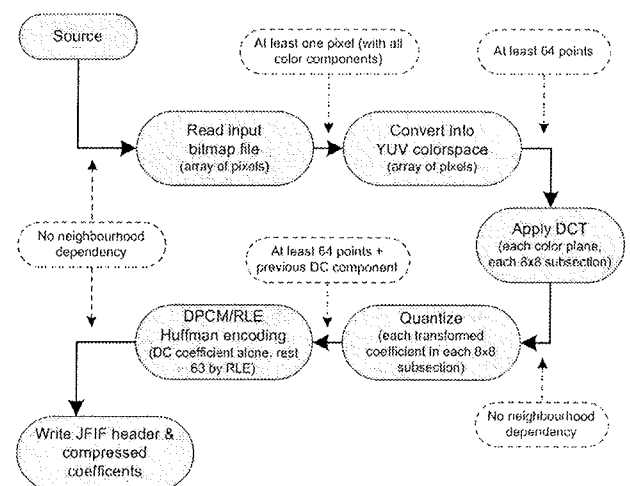 Source
At least one pixel (with all
color components)
At least 64 points
Read input
bitmap file
(array of pixels)
Convert into
YUV colorspace
(array of pixels)
No neighbourhood
dependency
At least 64 points +
previous DC component
Apply DCT
(each color plane,
each 8x8 subsection)
DPCM/RLE
Huffman encoding
(DC coefficient alone, rest
63 by RLE)
Quantize
(each transformed
coefficient in each 8x8
subsection)
No neighbourhood
dependency
Write JFIF header &
compressed
coefficents